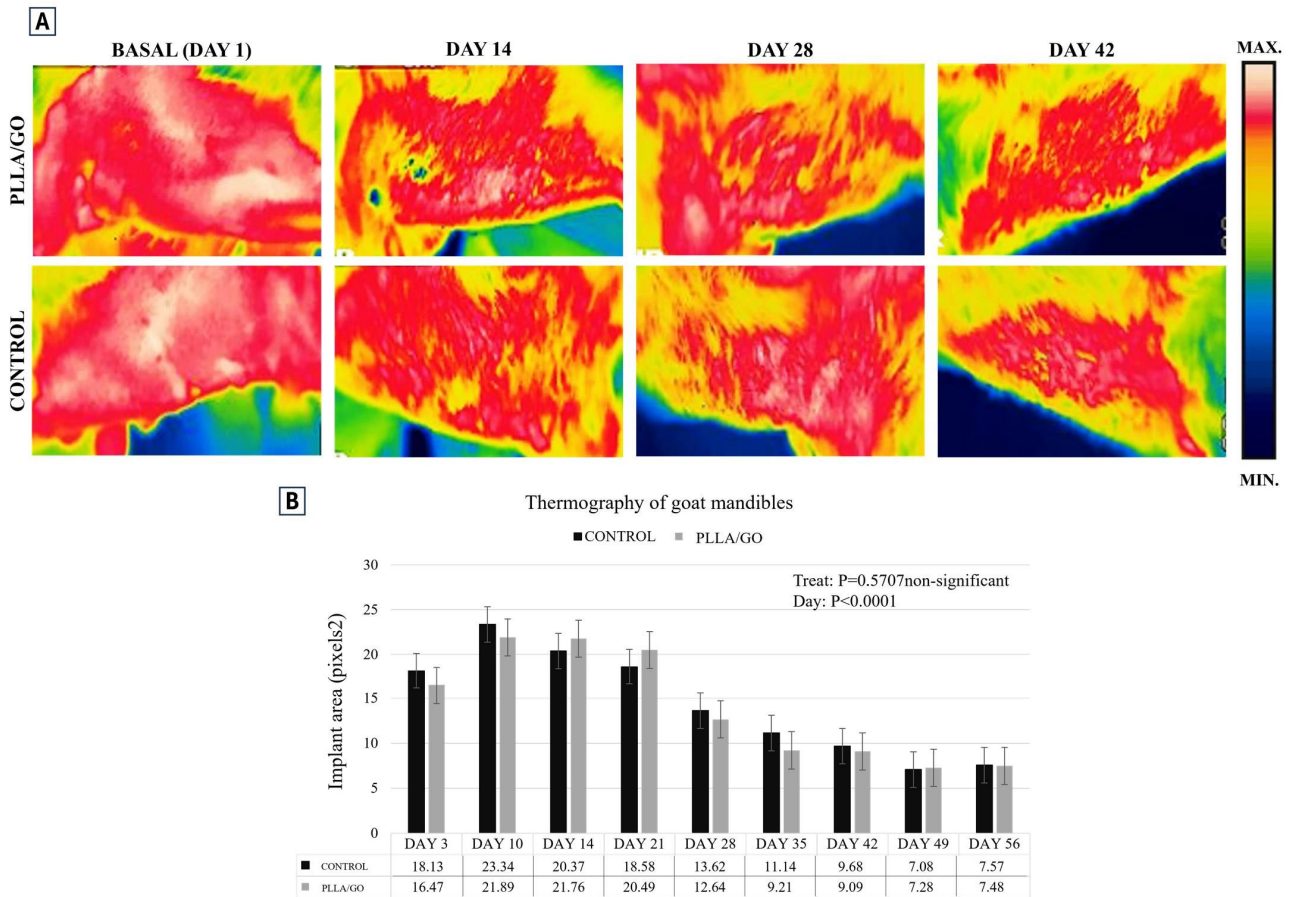 A
BASAL (DAY 1) DAY 14 DAY 28 DAY 42 MAX.
PLLA/GO
CONTROL
MIN.
B
Thermography of goat mandibles
CONTROL PLLA/GO
Treat: P=0.5707non-significant
Day: P<0.0001
Implant area (pixels2)
30
25
20
15
10
5
0
DAY 3 DAY 10 DAY 14 DAY 21 DAY 28 DAY 35 DAY 42 DAY 49 DAY 56
CONTROL 18.13 23.34 20.37 18.58 13.62 11.14 9.68 7.08 7.57
PLLA/GO 16.47 21.89 21.76 20.49 12.64 9.21 9.09 7.28 7.48